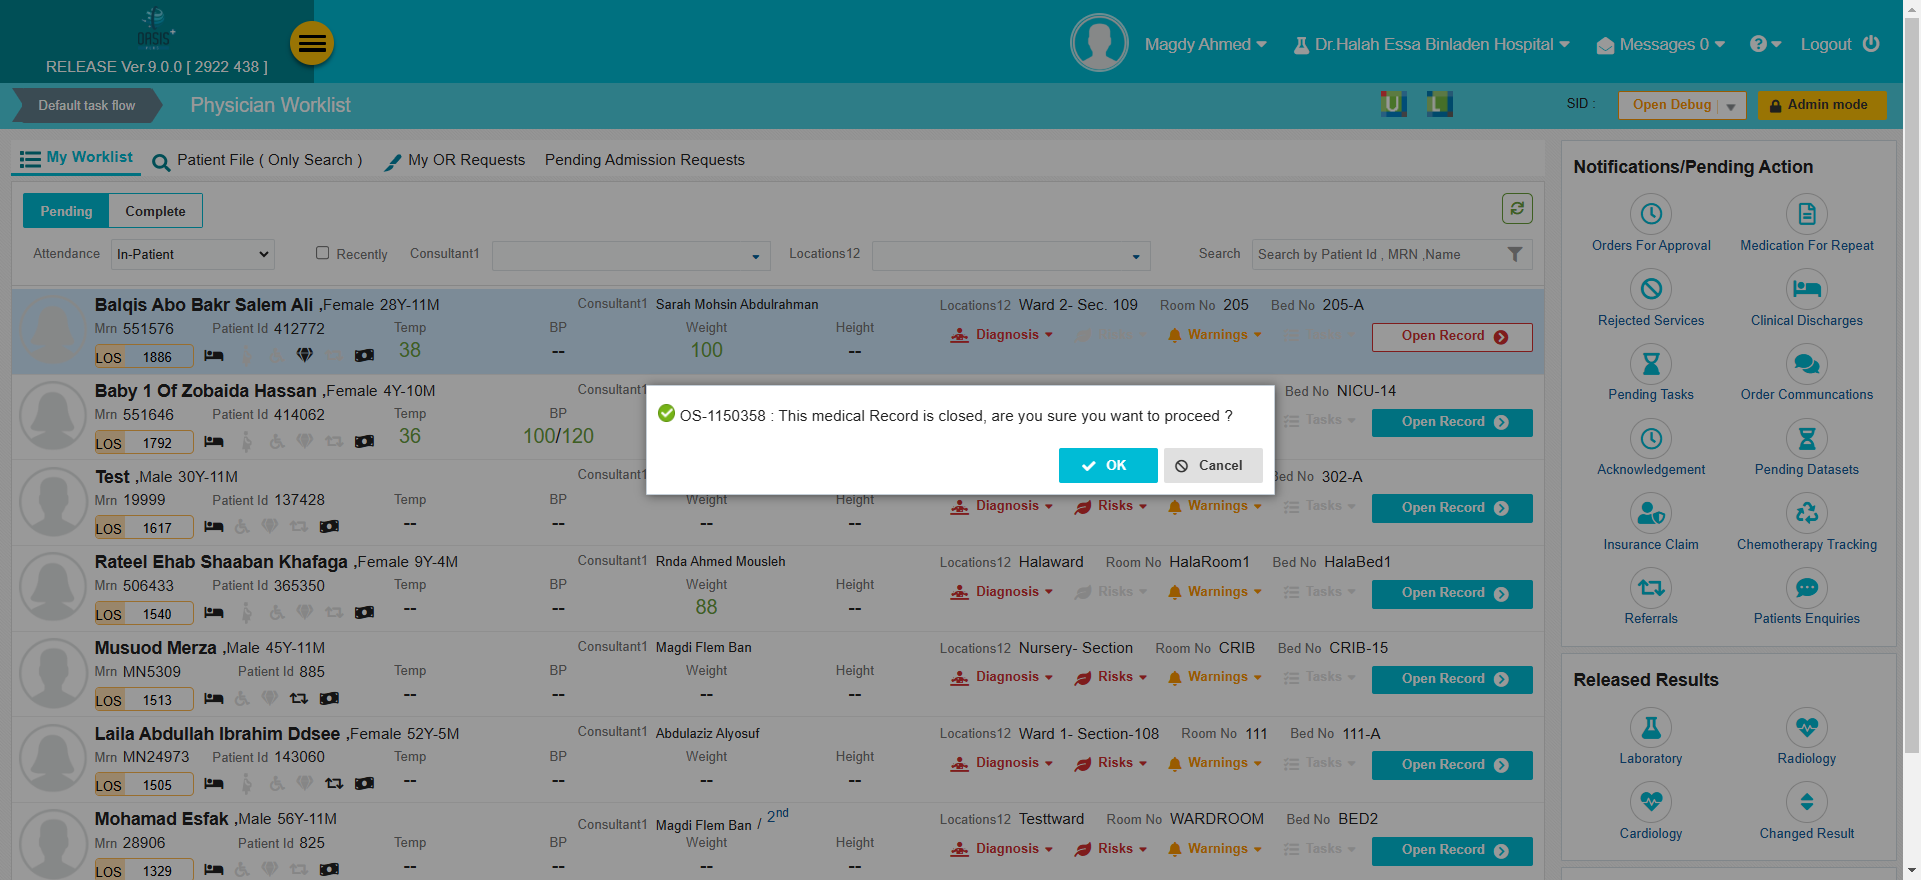 OASIS+
RELEASE Ver.9.0.0 [ 2922 438 ]
Magdy Ahmed
Dr.Halah Essa Binladen Hospital
Messages 0
Logout
Default task flow
Physician Worklist
U
L
SID :
Open Debug
Admin mode
My Worklist
Patient File ( Only Search )
My OR Requests
Pending Admission Requests
Pending
Complete
Attendance In-Patient
Recently
Consultant1
Locations12
Search Search by Patient Id , MRN ,Name
Balqis Abo Bakr Salem Ali ,Female 28Y-11M
Consultant1 Sarah Mohsin Abdulrahman
Locations12 Ward 2- Sec. 109 Room No 205 Bed No 205-A
Mrn 551576 Patient Id 412772 Temp BP Weight Height
Diagnosis Risks Warnings Tasks Open Record
LOS 1886 38 -- 100 --
Baby 1 Of Zobaida Hassan ,Female 4Y-10M
Consultant1
Bed No NICU-14
Mrn 551646 Patient Id 414062 Temp BP
Tasks Open Record
LOS 1792 36 100/120
OS-1150358 : This medical Record is closed, are you sure you want to proceed ?
OK
Cancel
Test ,Male 30Y-11M
Consultant1
Bed No 302-A
Mrn 19999 Patient Id 137428 Temp BP Weight Height
Diagnosis Risks Warnings Tasks Open Record
LOS 1617 -- -- -- --
Rateel Ehab Shaaban Khafaga ,Female 9Y-4M
Consultant1 Rnda Ahmed Mousleh
Locations12 Halaward Room No HalaRoom1 Bed No HalaBed1
Mrn 506433 Patient Id 365350 Temp BP Weight Height
Diagnosis Risks Warnings Tasks Open Record
LOS 1540 -- -- 88 --
Musuod Merza ,Male 45Y-11M
Consultant1 Magdi Flem Ban
Locations12 Nursery- Section Room No CRIB Bed No CRIB-15
Mrn MN5309 Patient Id 885 Temp BP Weight Height
Diagnosis Risks Warnings Tasks Open Record
LOS 1513 -- -- -- --
Laila Abdullah Ibrahim Ddsee ,Female 52Y-5M
Consultant1 Abdulaziz Alyosuf
Locations12 Ward 1- Section-108 Room No 111 Bed No 111-A
Mrn MN24973 Patient Id 143060 Temp BP Weight Height
Diagnosis Risks Warnings Tasks Open Record
LOS 1505 -- -- -- --
Mohamad Esfak ,Male 56Y-11M
Consultant1 Magdi Flem Ban / 2nd
Locations12 Testtward Room No WARDROOM Bed No BED2
Mrn 28906 Patient Id 825 Temp BP Weight Height
Diagnosis Risks Warnings Tasks Open Record
LOS 1329 -- -- -- --
Notifications/Pending Action
Orders For Approval
Medication For Repeat
Rejected Services
Clinical Discharges
Pending Tasks
Order Communcations
Acknowledgement
Pending Datasets
Insurance Claim
Chemotherapy Tracking
Referrals
Patients Enquiries
Released Results
Laboratory
Radiology
Cardiology
Changed Result